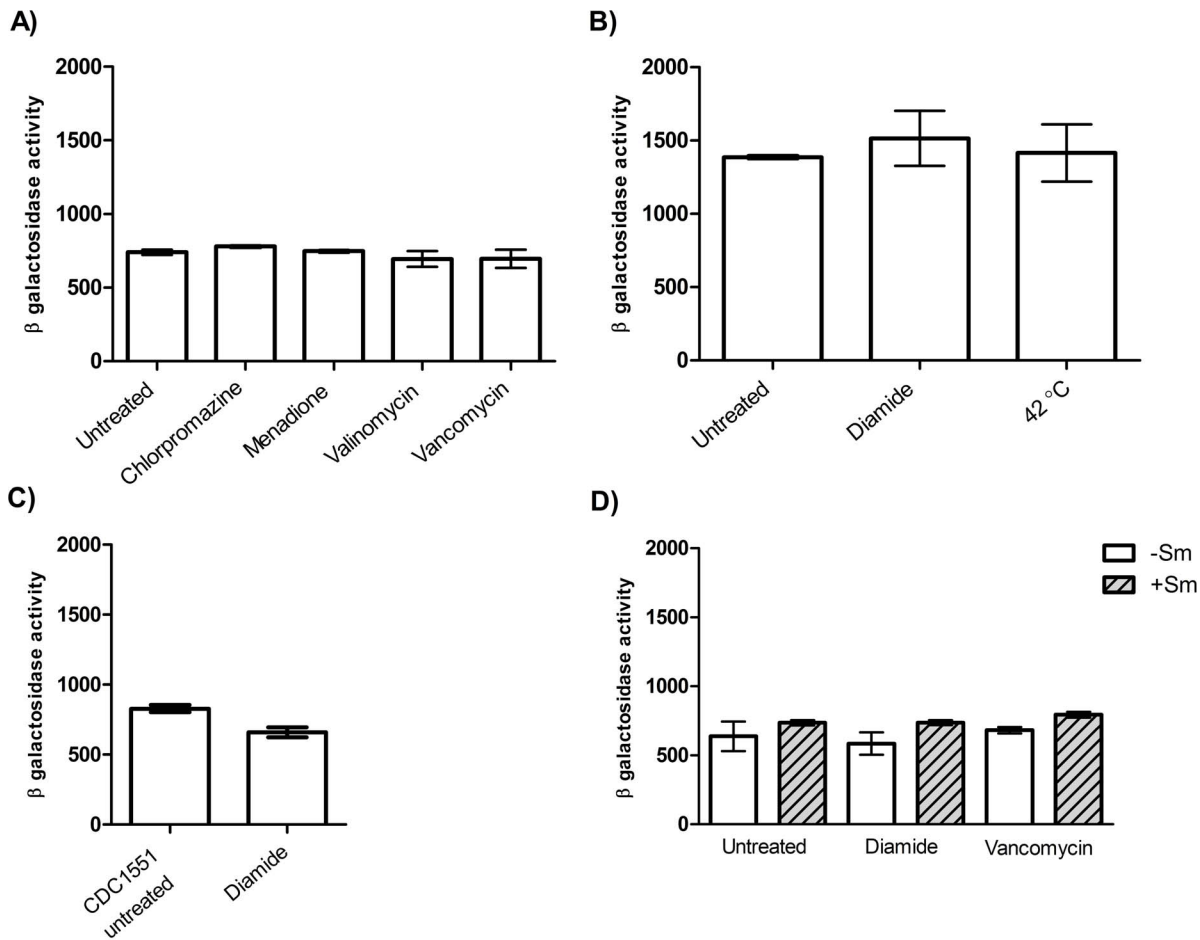 A)
β galactosidase activity
2000
1500
1000
500
0
Untreated
Chlorpromazine
Menadione
Valinomycin
Vancomycin
B)
β galactosidase activity
2000
1500
1000
500
0
Untreated
Diamide
42 °C
C)
β galactosidase activity
2000
1500
1000
500
0
CDC1551
untreated
Diamide
D)
β galactosidase activity
2000
1500
1000
500
0
Untreated
Diamide
Vancomycin
-Sm
+Sm